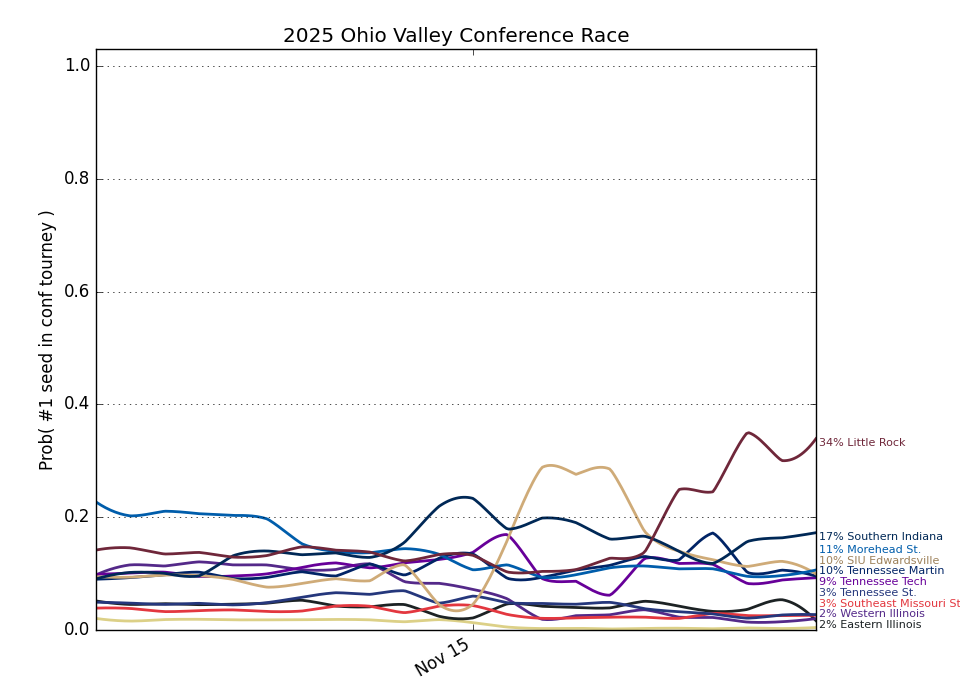 2025 Ohio Valley Conference Race
Prob( #1 seed in conf tourney )
1.0
0.8
0.6
0.4
0.2
0.0
Nov 15
34% Little Rock
17% Southern Indiana
11% Morehead St.
10% SIU Edwardsville
10% Tennessee Martin
9% Tennessee Tech
3% Tennessee St.
3% Southeast Missouri St
2% Western Illinois
2% Eastern Illinois